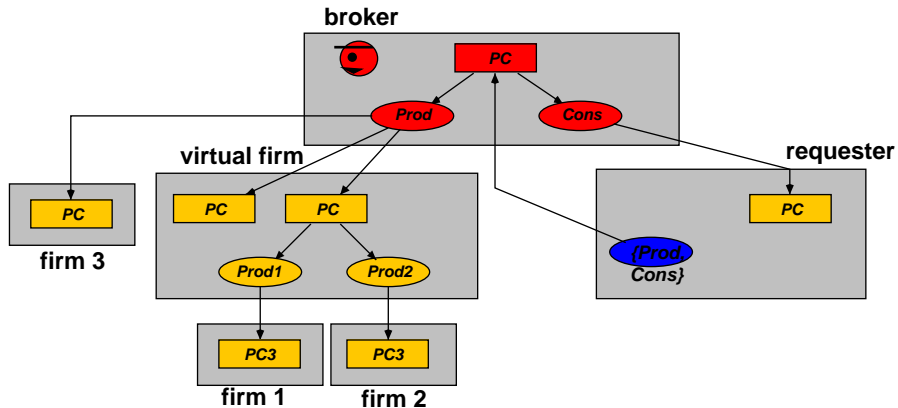 broker
PC
Prod
Cons
virtual firm
requester
PC
PC
PC
PC
firm 3
{Prod,
Cons}
Prod1
Prod2
PC3
PC3
firm 1
firm 2